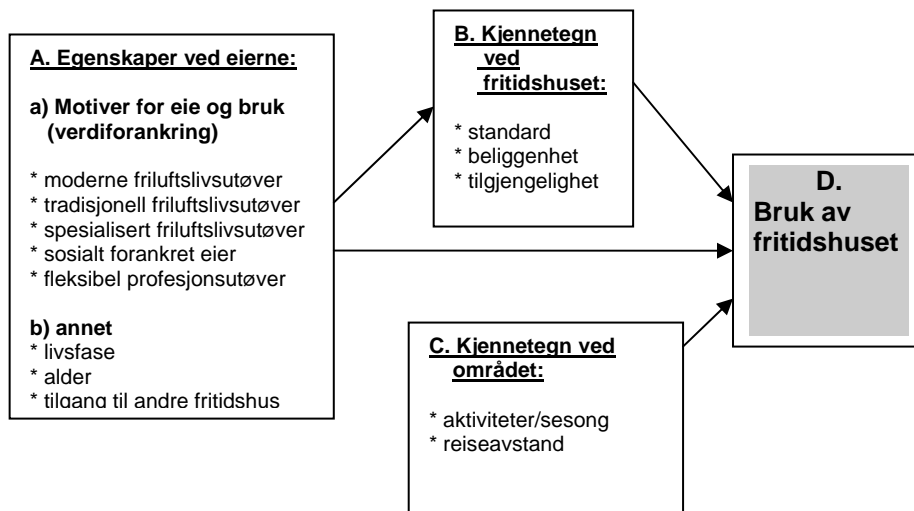 A. Egenskaper ved eierne:
a) Motiver for eie og bruk
(verdiforankring)
* moderne friluftslivsutøver
* tradisjonell friluftslivsutøver
* spesialisert friluftslivsutøver
* sosialt forankret eier
* fleksibel profesjonsutøver
b) annet
* livsfase
* alder
* tilgang til andre fritidshus
B. Kjennetegn
ved
fritidshuset:
* standard
* beliggenhet
* tilgjengelighet
C. Kjennetegn ved
området:
* aktiviteter/sesong
* reiseavstand
D.
Bruk av
fritidshuset